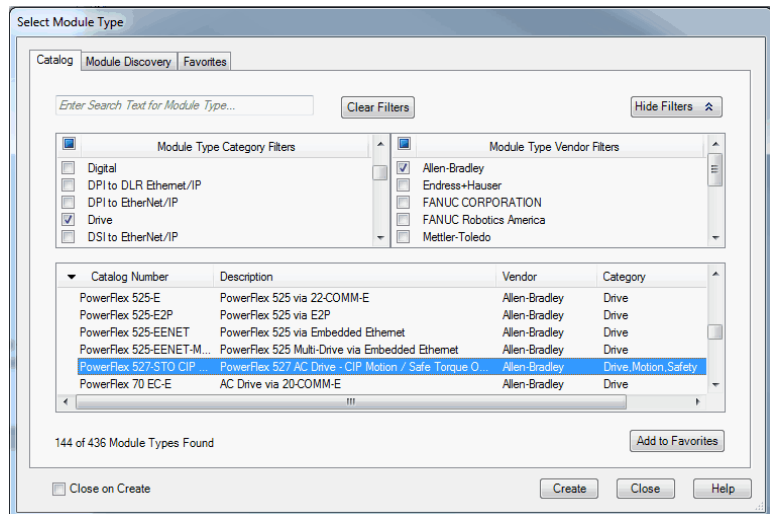 Select Module Type
Catalog Module Discovery Favorites
Enter Search Text for Module Type...
Clear Filters
Hide Filters
Module Type Category Filters
Module Type Vendor Filters
Digital
Allen-Bradley
DPI to DLR Ethernet/IP
Endress+Hauser
DPI to EtherNet/IP
FANUC CORPORATION
Drive
FANUC Robotics America
DSI to EtherNet/IP
Mettler-Toledo
Catalog Number Description Vendor Category
PowerFlex 525-E PowerFlex 525 via 22-COMM-E Allen-Bradley Drive
PowerFlex 525-E2P PowerFlex 525 via E2P Allen-Bradley Drive
PowerFlex 525-EENET PowerFlex 525 via Embedded Ethernet Allen-Bradley Drive
PowerFlex 525-EENET-M... PowerFlex 525 Multi-Drive via Embedded Ethernet Allen-Bradley Drive
PowerFlex 527-STO CIP ... PowerFlex 527 AC Drive - CIP Motion / Safe Torque O... Allen-Bradley Drive,Motion,Safety
PowerFlex 70 EC-E AC Drive via 20-COMM-E Allen-Bradley Drive
144 of 436 Module Types Found
Add to Favorites
Close on Create
Create Close Help